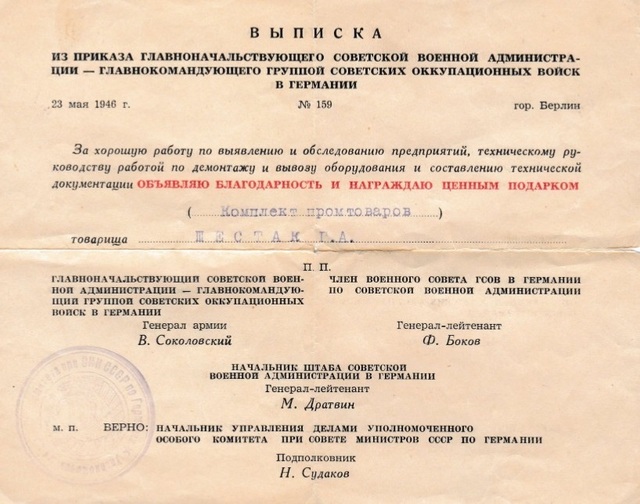 ВЫПИСКА
ИЗ ПРИКАЗА ГЛАВНОНАЧАЛЬСТВУЮЩЕГО СОВЕТСКОЙ ВОЕННОЙ АДМИНИСТРА-
ЦИИ — ГЛАВНОКОМАНДУЮЩЕГО ГРУППОЙ СОВЕТСКИХ ОККУПАЦИОННЫХ ВОЙСК
В ГЕРМАНИИ
23 мая 1946 г. № 159 гор. Берлин
За хорошую работу по выявлению и обследованию предприятий, техническому ру-
ководству работой по демонтажу и вывозу оборудования и составлению технической
документации ОБЪЯВЛЯЮ БЛАГОДАРНОСТЬ И НАГРАЖДАЮ ЦЕННЫМ ПОДАРКОМ
(Комплект промтоваров)
товарища ШЕСТАК Г.А.
П. П.
ГЛАВНОНАЧАЛЬСТВУЮЩИЙ СОВЕТСКОЙ ВОЕН-
НОЙ АДМИНИСТРАЦИИ — ГЛАВНОКОМАНДУЮ-
ЩИЙ ГРУППОЙ СОВЕТСКИХ ОККУПАЦИОННЫХ
ВОЙСК В ГЕРМАНИИ
Генерал армии
В. Соколовский
ЧЛЕН ВОЕННОГО СОВЕТА ГСОВ В ГЕРМАНИИ
ПО СОВЕТСКОЙ ВОЕННОЙ АДМИНИСТРАЦИИ
Генерал-лейтенант
Ф. Боков
НАЧАЛЬНИК ШТАБА СОВЕТСКОЙ
ВОЕННОЙ АДМИНИСТРАЦИИ В ГЕРМАНИИ
Генерал-лейтенант
М. Дратвин
м. п. ВЕРНО: НАЧАЛЬНИК УПРАВЛЕНИЯ ДЕЛАМИ УПОЛНОМОЧЕННОГО
ОСОБОГО КОМИТЕТА ПРИ СОВЕТЕ МИНИСТРОВ СССР ПО ГЕРМАНИИ
Подполковник
Н. Судаков